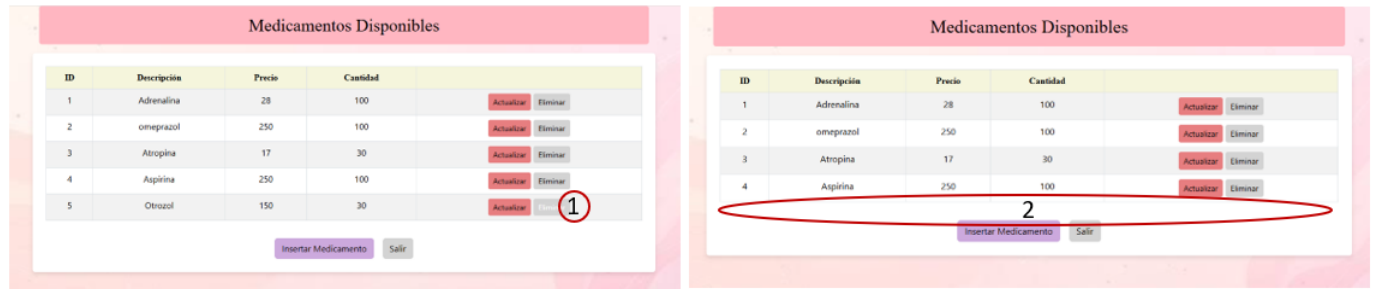 Medicamentos Disponibles
ID Descripción Precio Cantidad
1 Adrenalina 28 100 Actualizar Eliminar
2 omeprazol 250 100 Actualizar Eliminar
3 Atropina 17 30 Actualizar Eliminar
4 Aspirina 250 100 Actualizar Eliminar
5 Otrozol 150 30 Actualizar Eliminar 1
Insertar Medicamento Salir
Medicamentos Disponibles
ID Descripción Precio Cantidad
1 Adrenalina 28 100 Actualizar Eliminar
2 omeprazol 250 100 Actualizar Eliminar
3 Atropina 17 30 Actualizar Eliminar
4 Aspirina 250 100 Actualizar Eliminar
2
Insertar Medicamento Salir